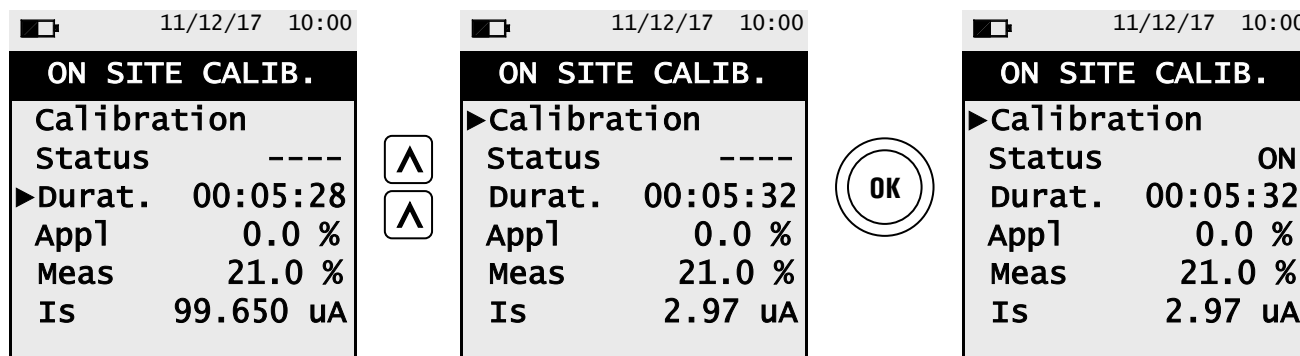 11/12/17 10:00
ON SITE CALIB.
Calibration
Status ----
►Durat. 00:05:28
Appl 0.0 %
Meas 21.0 %
Is 99.650 uA
11/12/17 10:00
ON SITE CALIB.
►Calibration
Status ----
Durat. 00:05:32
Appl 0.0 %
Meas 21.0 %
Is 2.97 uA
OK
11/12/17 10:00
ON SITE CALIB.
►Calibration
Status ON
Durat. 00:05:32
Appl 0.0 %
Meas 21.0 %
Is 2.97 uA